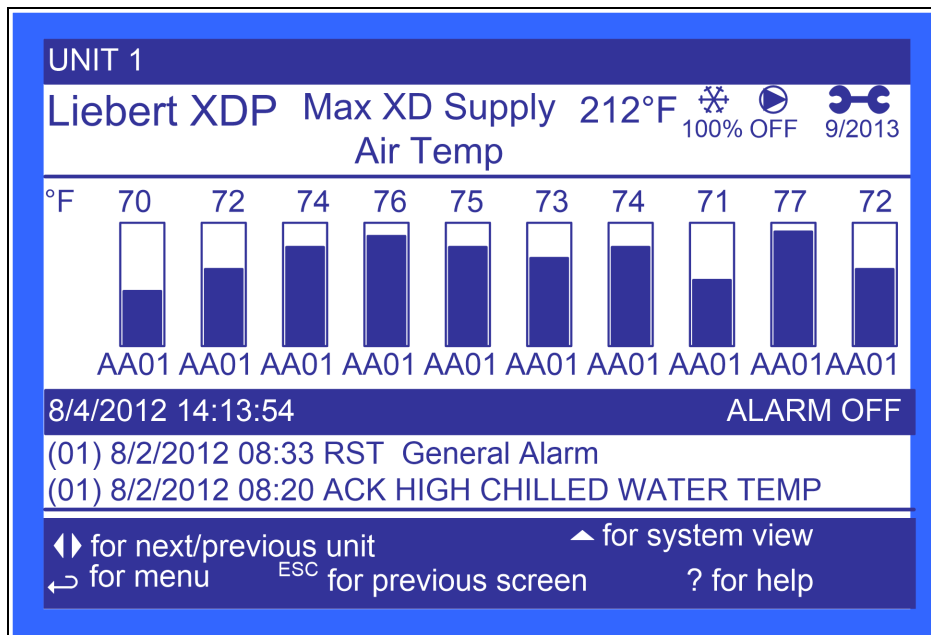 UNIT 1
Liebert XDP Max XD Supply 212°F
Air Temp
100% OFF 9/2013
°F 70 72 74 76 75 73 74 71 77 72
AA01 AA01 AA01 AA01 AA01 AA01 AA01 AA01 AA01 AA01
8/4/2012 14:13:54 ALARM OFF
(01) 8/2/2012 08:33 RST General Alarm
(01) 8/2/2012 08:20 ACK HIGH CHILLED WATER TEMP
for next/previous unit for system view
for menu ESC for previous screen ? for help